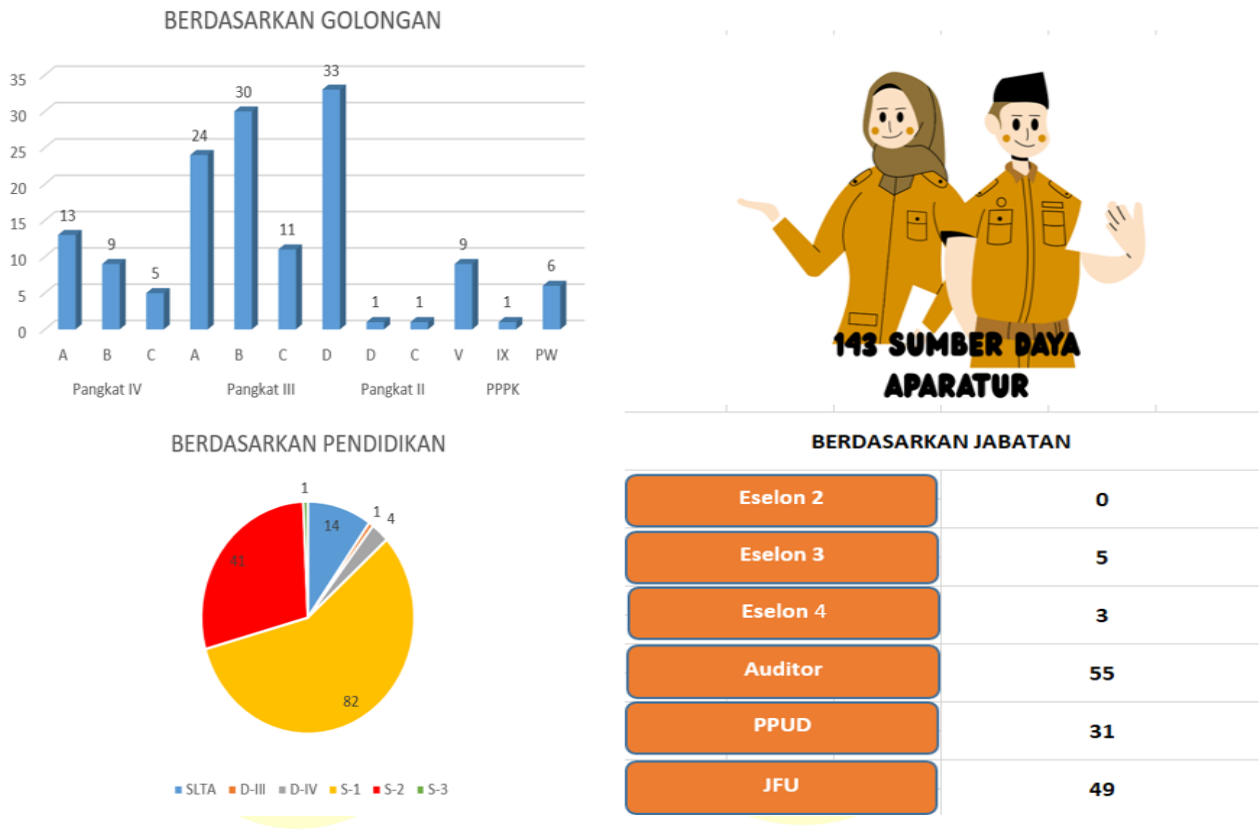 BERDASARKAN GOLONGAN
35
30
25
20
15
10
5
0
13
9
5
24
30
11
33
1
1
9
1
6
A B C A B C D D C V IX PW
Pangkat IV Pangkat III Pangkat II PPPK
143 SUMBER DAYA
APARATUR
BERDASARKAN PENDIDIKAN
1
14
1
4
41
82
SLTA D-III D-IV S-1 S-2 S-3
BERDASARKAN JABATAN
Eselon 2 0
Eselon 3 5
Eselon 4 3
Auditor 55
PPUD 31
JFU 49